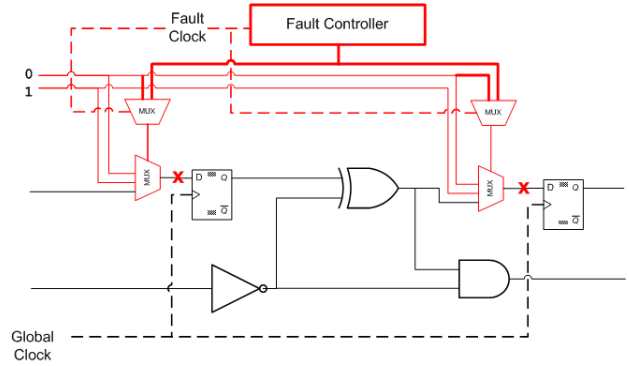 Fault
Clock
Fault Controller
0
1
MUX
MUX
MUX
MUX
D
Q
Q
D
Q
Q
Global
Clock